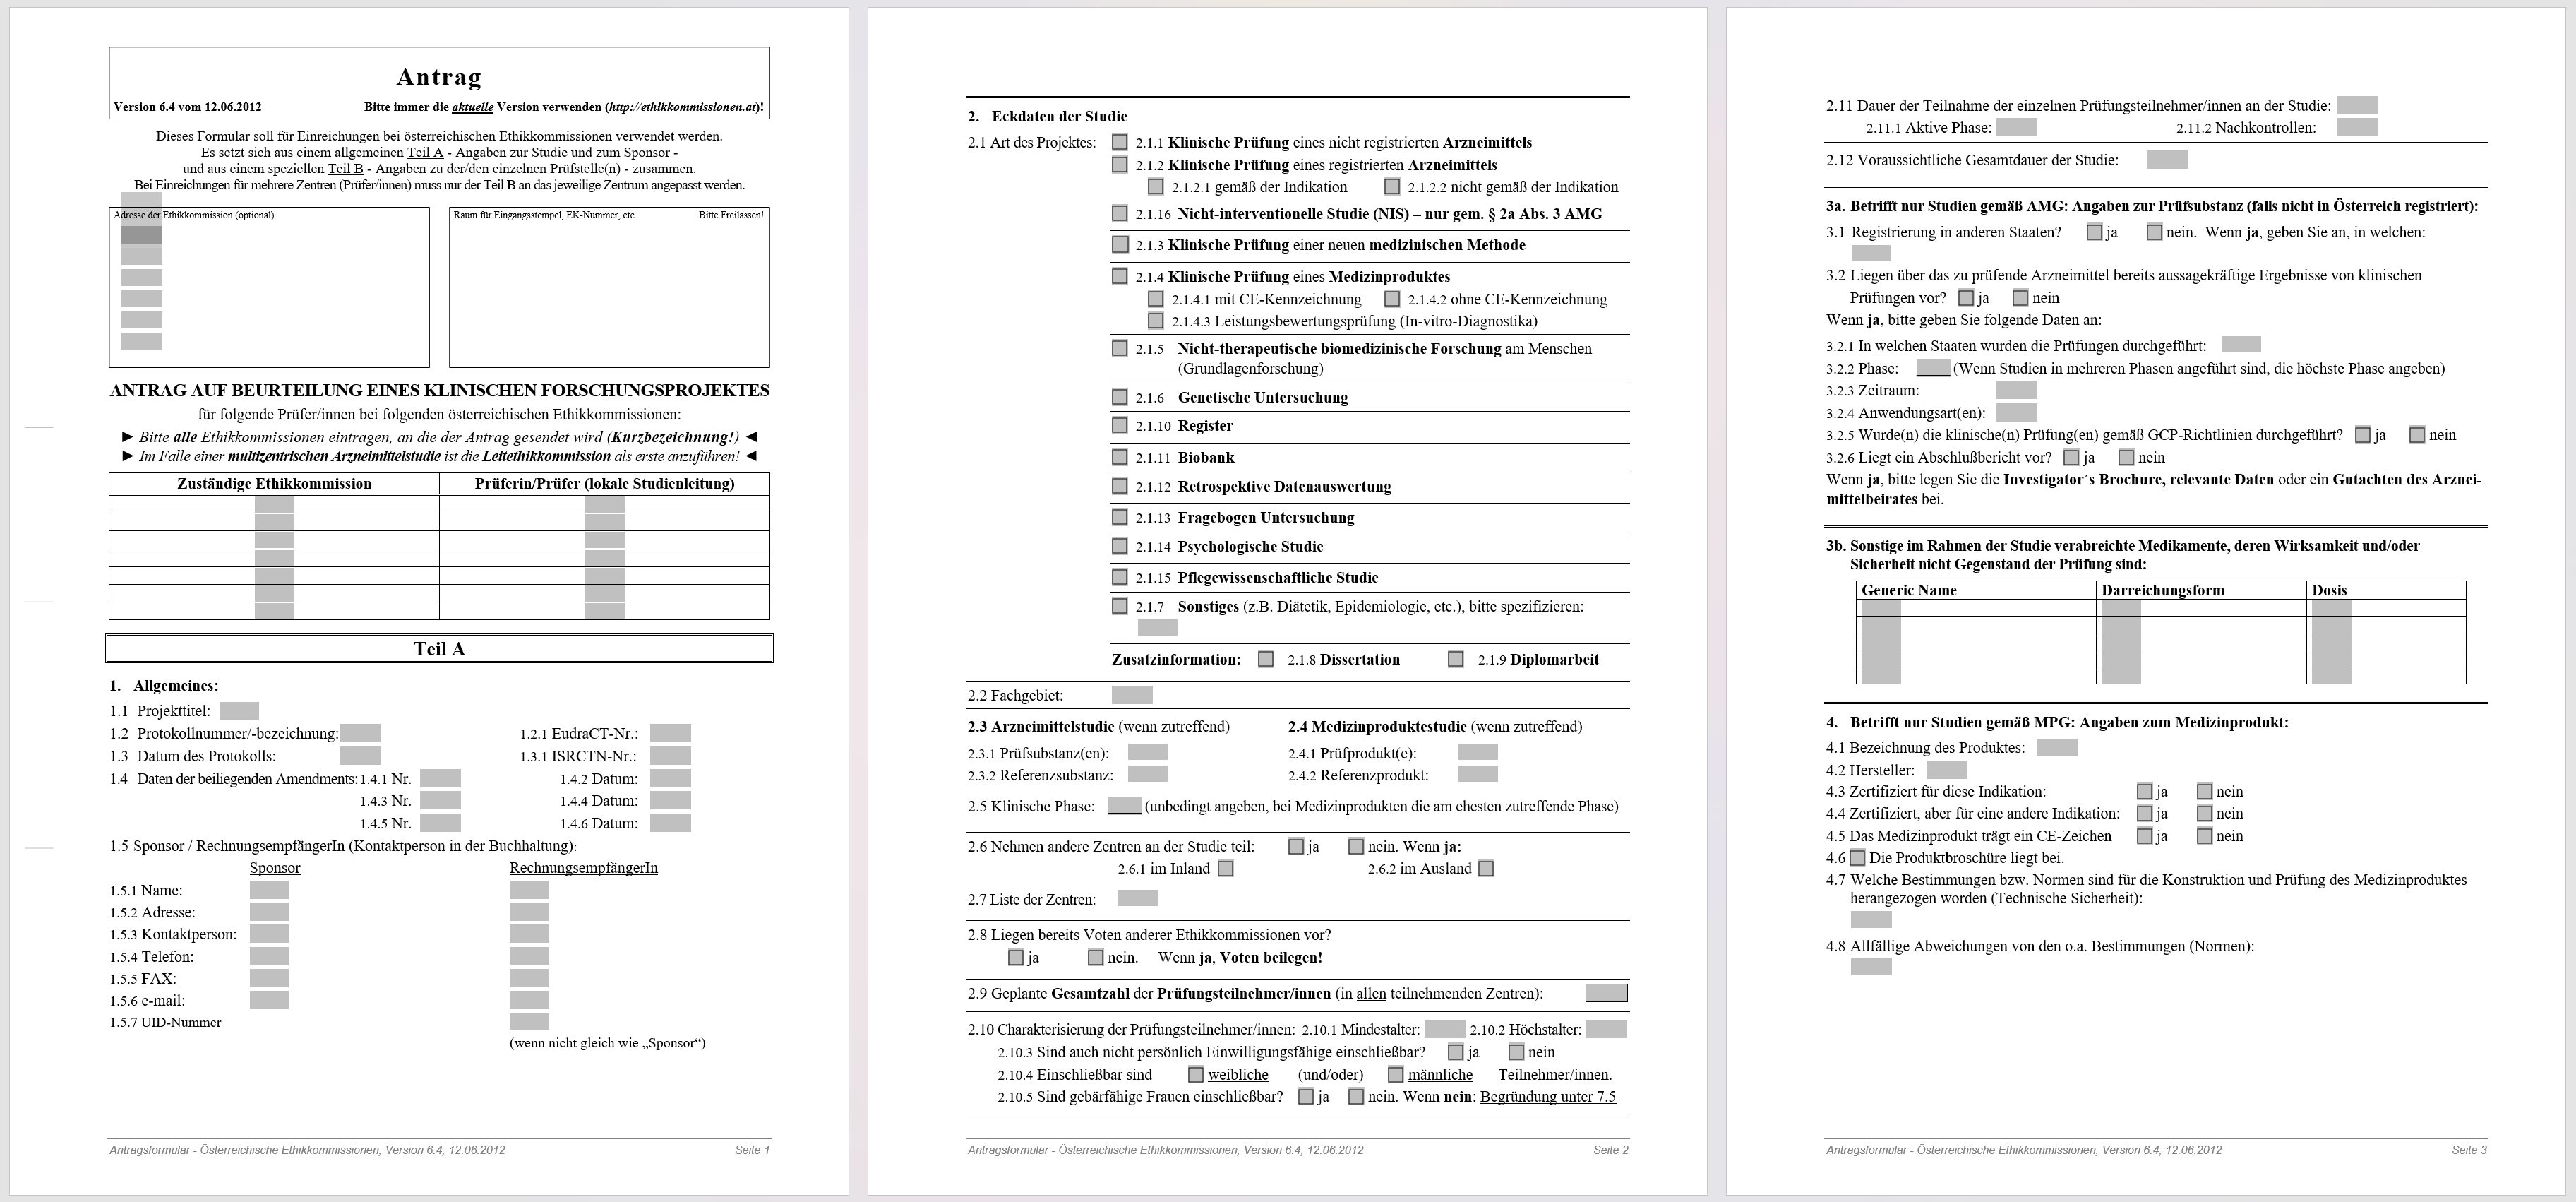 Antrag
Version 6.4 vom 12.06.2012 Bitte immer die aktuelle Version verwenden (http://ethikkommissionen.at)!
Dieses Formular soll für Einreichungen bei österreichischen Ethikkommissionen verwendet werden.
Es setzt sich aus einem allgemeinen Teil A - Angaben zur Studie und zum Sponsor -
und aus einem speziellen Teil B - Angaben zu der/den einzelnen Prüfstelle(n) - zusammen.
Bei Einreichungen für mehrere Zentren (Prüfer/innen) muss nur der Teil B an das jeweilige Zentrum angepasst werden.
Adresse der Ethikkommission (optional)
Raum für Eingangsstempel, EK-Nummer, etc. Bitte Freilassen!
ANTRAG AUF BEURTEILUNG EINES KLINISCHEN FORSCHUNGSPROJEKTES
für folgende Prüfer/innen bei folgenden österreichischen Ethikkommissionen:
► Bitte alle Ethikkommissionen eintragen, an die der Antrag gesendet wird (Kurzbezeichnung!) ◄
► Im Falle einer multizentrischen Arzneimittelstudie ist die Leitethikkommission als erste anzuführen! ◄
Zuständige Ethikkommission Prüferin/Prüfer (lokale Studienleitung)
Teil A
1. Allgemeines:
1.1 Projekttitel:
1.2 Protokollnummer/-bezeichnung: 1.2.1 EudraCT-Nr.:
1.3 Datum des Protokolls: 1.3.1 ISRCTN-Nr.:
1.4 Daten der beiliegenden Amendments: 1.4.1 Nr. 1.4.2 Datum:
1.4.3 Nr. 1.4.4 Datum:
1.4.5 Nr. 1.4.6 Datum:
1.5 Sponsor / RechnungsempfängerIn (Kontaktperson in der Buchhaltung):
Sponsor RechnungsempfängerIn
1.5.1 Name:
1.5.2 Adresse:
1.5.3 Kontaktperson:
1.5.4 Telefon:
1.5.5 FAX:
1.5.6 e-mail:
1.5.7 UID-Nummer
(wenn nicht gleich wie „Sponsor“)
Antragsformular - Österreichische Ethikkommissionen, Version 6.4, 12.06.2012 Seite 1
2. Eckdaten der Studie
2.1 Art des Projektes: 2.1.1 Klinische Prüfung eines nicht registrierten Arzneimittels
2.1.2 Klinische Prüfung eines registrierten Arzneimittels
2.1.2.1 gemäß der Indikation 2.1.2.2 nicht gemäß der Indikation
2.1.16 Nicht-interventionelle Studie (NIS) – nur gem. § 2a Abs. 3 AMG
2.1.3 Klinische Prüfung einer neuen medizinischen Methode
2.1.4 Klinische Prüfung eines Medizinproduktes
2.1.4.1 mit CE-Kennzeichnung 2.1.4.2 ohne CE-Kennzeichnung
2.1.4.3 Leistungsbewertungsprüfung (In-vitro-Diagnostika)
2.1.5 Nicht-therapeutische biomedizinische Forschung am Menschen
(Grundlagenforschung)
2.1.6 Genetische Untersuchung
2.1.10 Register
2.1.11 Biobank
2.1.12 Retrospektive Datenauswertung
2.1.13 Fragebogen Untersuchung
2.1.14 Psychologische Studie
2.1.15 Pflegewissenschaftliche Studie
2.1.7 Sonstiges (z.B. Diätetik, Epidemiologie, etc.), bitte spezifizieren:
Zusatzinformation: 2.1.8 Dissertation 2.1.9 Diplomarbeit
2.2 Fachgebiet:
2.3 Arzneimittelstudie (wenn zutreffend) 2.4 Medizinproduktestudie (wenn zutreffend)
2.3.1 Prüfsubstanz(en): 2.4.1 Prüfprodukt(e):
2.3.2 Referenzsubstanz: 2.4.2 Referenzprodukt:
2.5 Klinische Phase: (unbedingt angeben, bei Medizinprodukten die am ehesten zutreffende Phase)
2.6 Nehmen andere Zentren an der Studie teil: ja nein. Wenn ja:
2.6.1 im Inland 2.6.2 im Ausland
2.7 Liste der Zentren:
2.8 Liegen bereits Voten anderer Ethikkommissionen vor?
ja nein. Wenn ja, Voten beilegen!
2.9 Geplante Gesamtzahl der Prüfungsteilnehmer/innen (in allen teilnehmenden Zentren):
2.10 Charakterisierung der Prüfungsteilnehmer/innen: 2.10.1 Mindestalter: 2.10.2 Höchstalter:
2.10.3 Sind auch nicht persönlich Einwilligungsfähige einschließbar? ja nein
2.10.4 Einschließbar sind weibliche (und/oder) männliche Teilnehmer/innen.
2.10.5 Sind gebärfähige Frauen einschließbar? ja nein. Wenn nein: Begründung unter 7.5
Antragsformular - Österreichische Ethikkommissionen, Version 6.4, 12.06.2012 Seite 2
2.11 Dauer der Teilnahme der einzelnen Prüfungsteilnehmer/innen an der Studie:
2.11.1 Aktive Phase: 2.11.2 Nachkontrollen:
2.12 Voraussichtliche Gesamtdauer der Studie:
3a. Betrifft nur Studien gemäß AMG: Angaben zur Prüfsubstanz (falls nicht in Österreich registriert):
3.1 Registrierung in anderen Staaten? ja nein. Wenn ja, geben Sie an, in welchen:
3.2 Liegen über das zu prüfende Arzneimittel bereits aussagekräftige Ergebnisse von klinischen
Prüfungen vor? ja nein
Wenn ja, bitte geben Sie folgende Daten an:
3.2.1 In welchen Staaten wurden die Prüfungen durchgeführt:
3.2.2 Phase: (Wenn Studien in mehreren Phasen angeführt sind, die höchste Phase angeben)
3.2.3 Zeitraum:
3.2.4 Anwendungsart(en):
3.2.5 Wurde(n) die klinische(n) Prüfung(en) gemäß GCP-Richtlinien durchgeführt? ja nein
3.2.6 Liegt ein Abschlußbericht vor? ja nein
Wenn ja, bitte legen Sie die Investigator´s Brochure, relevante Daten oder ein Gutachten des Arznei-
mittelbeirates bei.
3b. Sonstige im Rahmen der Studie verabreichte Medikamente, deren Wirksamkeit und/oder
Sicherheit nicht Gegenstand der Prüfung sind:
Generic Name Darreichungsform Dosis
4. Betrifft nur Studien gemäß MPG: Angaben zum Medizinprodukt:
4.1 Bezeichnung des Produktes:
4.2 Hersteller:
4.3 Zertifiziert für diese Indikation: ja nein
4.4 Zertifiziert, aber für eine andere Indikation: ja nein
4.5 Das Medizinprodukt trägt ein CE-Zeichen ja nein
4.6 Die Produktbroschüre liegt bei.
4.7 Welche Bestimmungen bzw. Normen sind für die Konstruktion und Prüfung des Medizinproduktes
herangezogen worden (Technische Sicherheit):
4.8 Allfällige Abweichungen von den o.a. Bestimmungen (Normen):
Antragsformular - Österreichische Ethikkommissionen, Version 6.4, 12.06.2012 Seite 3